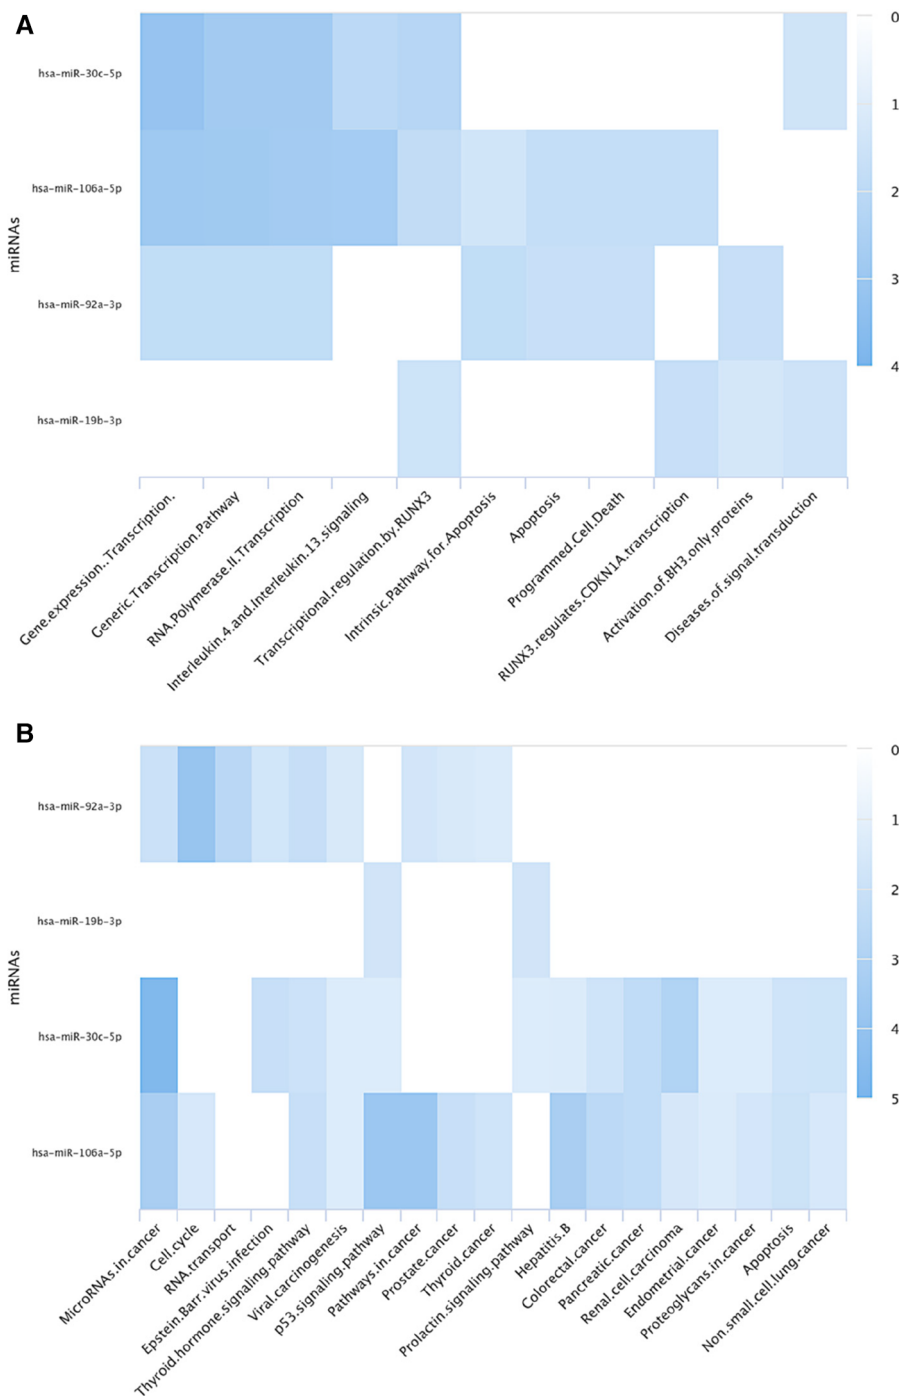 A
hsa-miR-30c-5p
hsa-miR-106a-5p
hsa-miR-92a-3p
hsa-miR-19b-3p
miRNAs
0
1
2
3
4
Gene.expression..Transcription.
Generic.Transcription.Pathway
RNA.Polymerase.II.Transcription
Interleukin.4.and.Interleukin.13.signaling
Transcriptional.regulation.by.RUNX3
Intrinsic.Pathway.for.Apoptosis
Apoptosis
Programmed.Cell.Death
RUNX3.regulates.CDKN1A.transcription
Activation.of.BH3.only.proteins
Diseases.of.signal.transduction
B
hsa-miR-92a-3p
hsa-miR-19b-3p
hsa-miR-30c-5p
hsa-miR-106a-5p
miRNAs
0
1
2
3
4
5
MicroRNAs.in.cancer
Cell.cycle
RNA.transport
Epstein.Barr.virus.infection
Thyroid.hormone.signaling.pathway
Viral.carcinogenesis
p53.signaling.pathway
Pathways.in.cancer
Prostate.cancer
Thyroid.cancer
Prolactin.signaling.pathway
Hepatitis.B
Colorectal.cancer
Pancreatic.cancer
Renal.cell.carcinoma
Endometrial.cancer
Proteoglycans.in.cancer
Apoptosis
Non.small.cell.lung.cancer